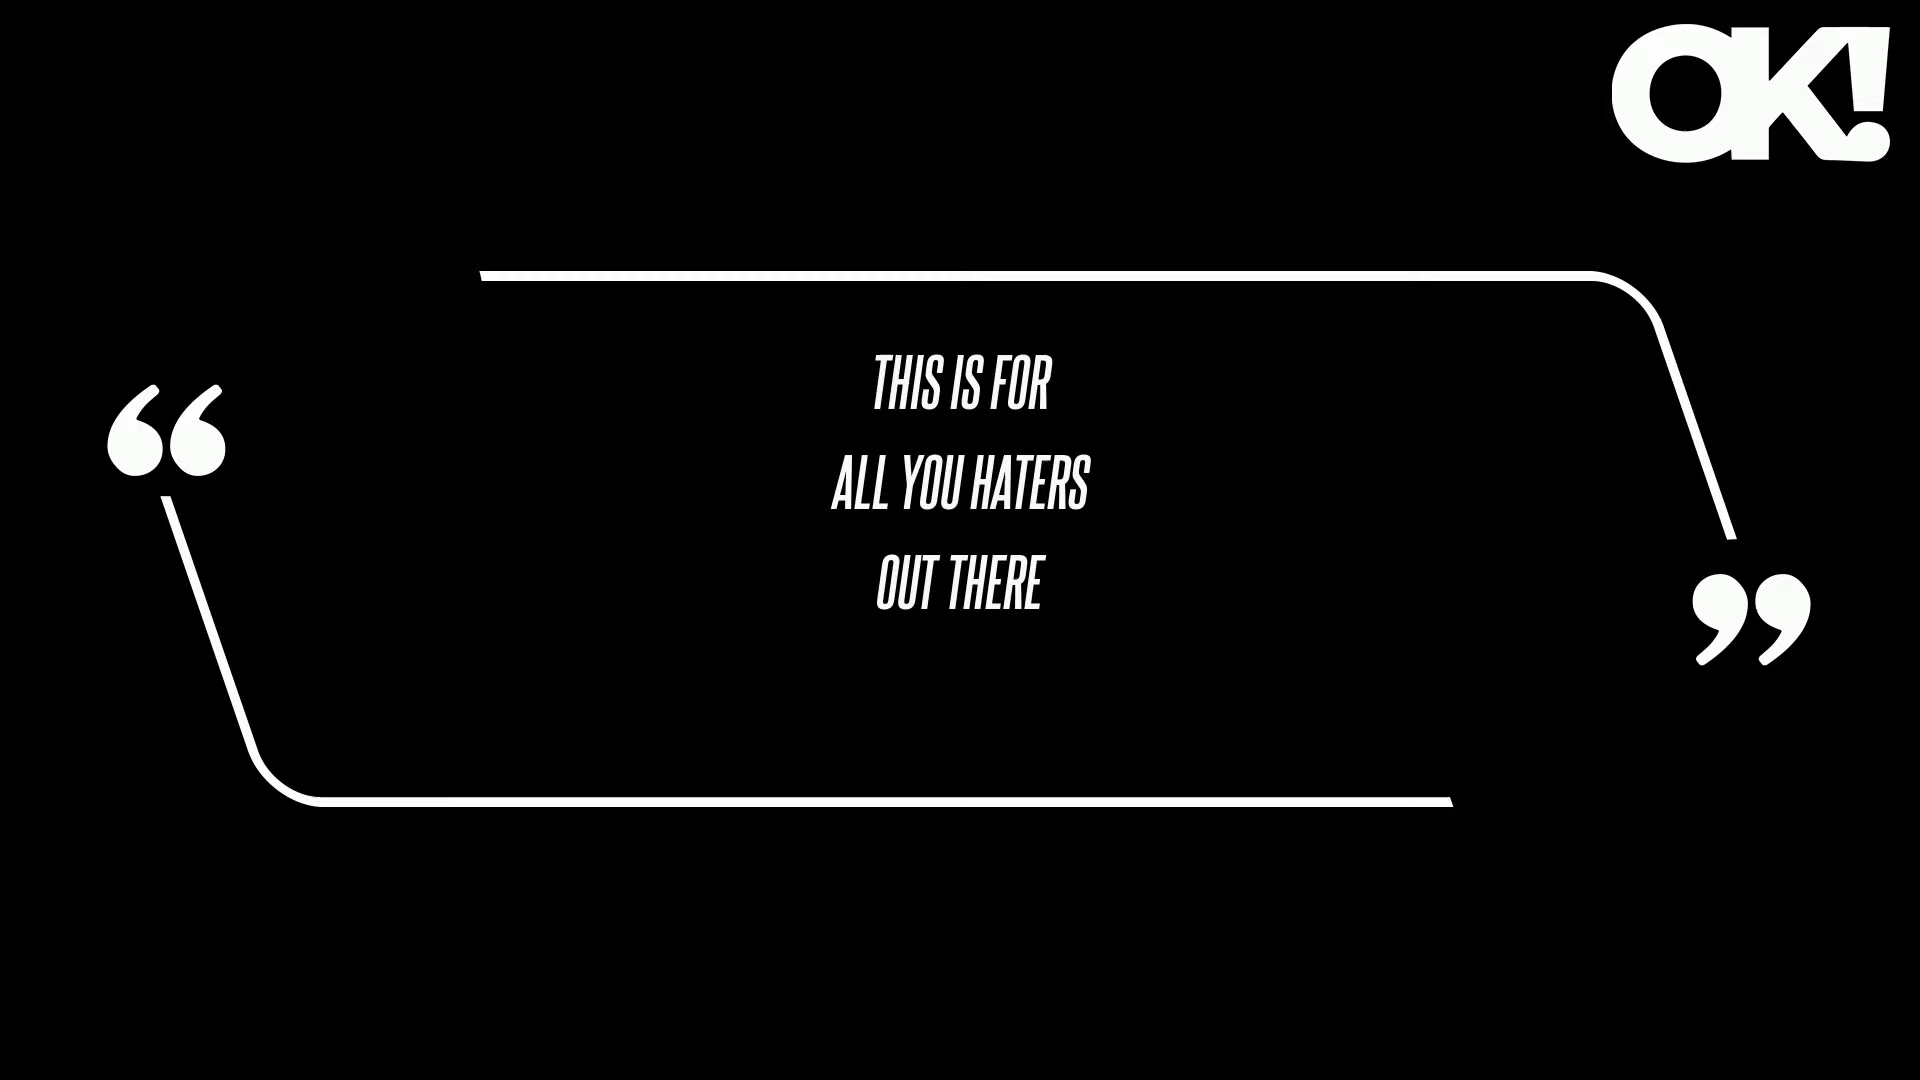 OK!
“
THIS IS FOR
ALL YOU HATERS
OUT THERE
”